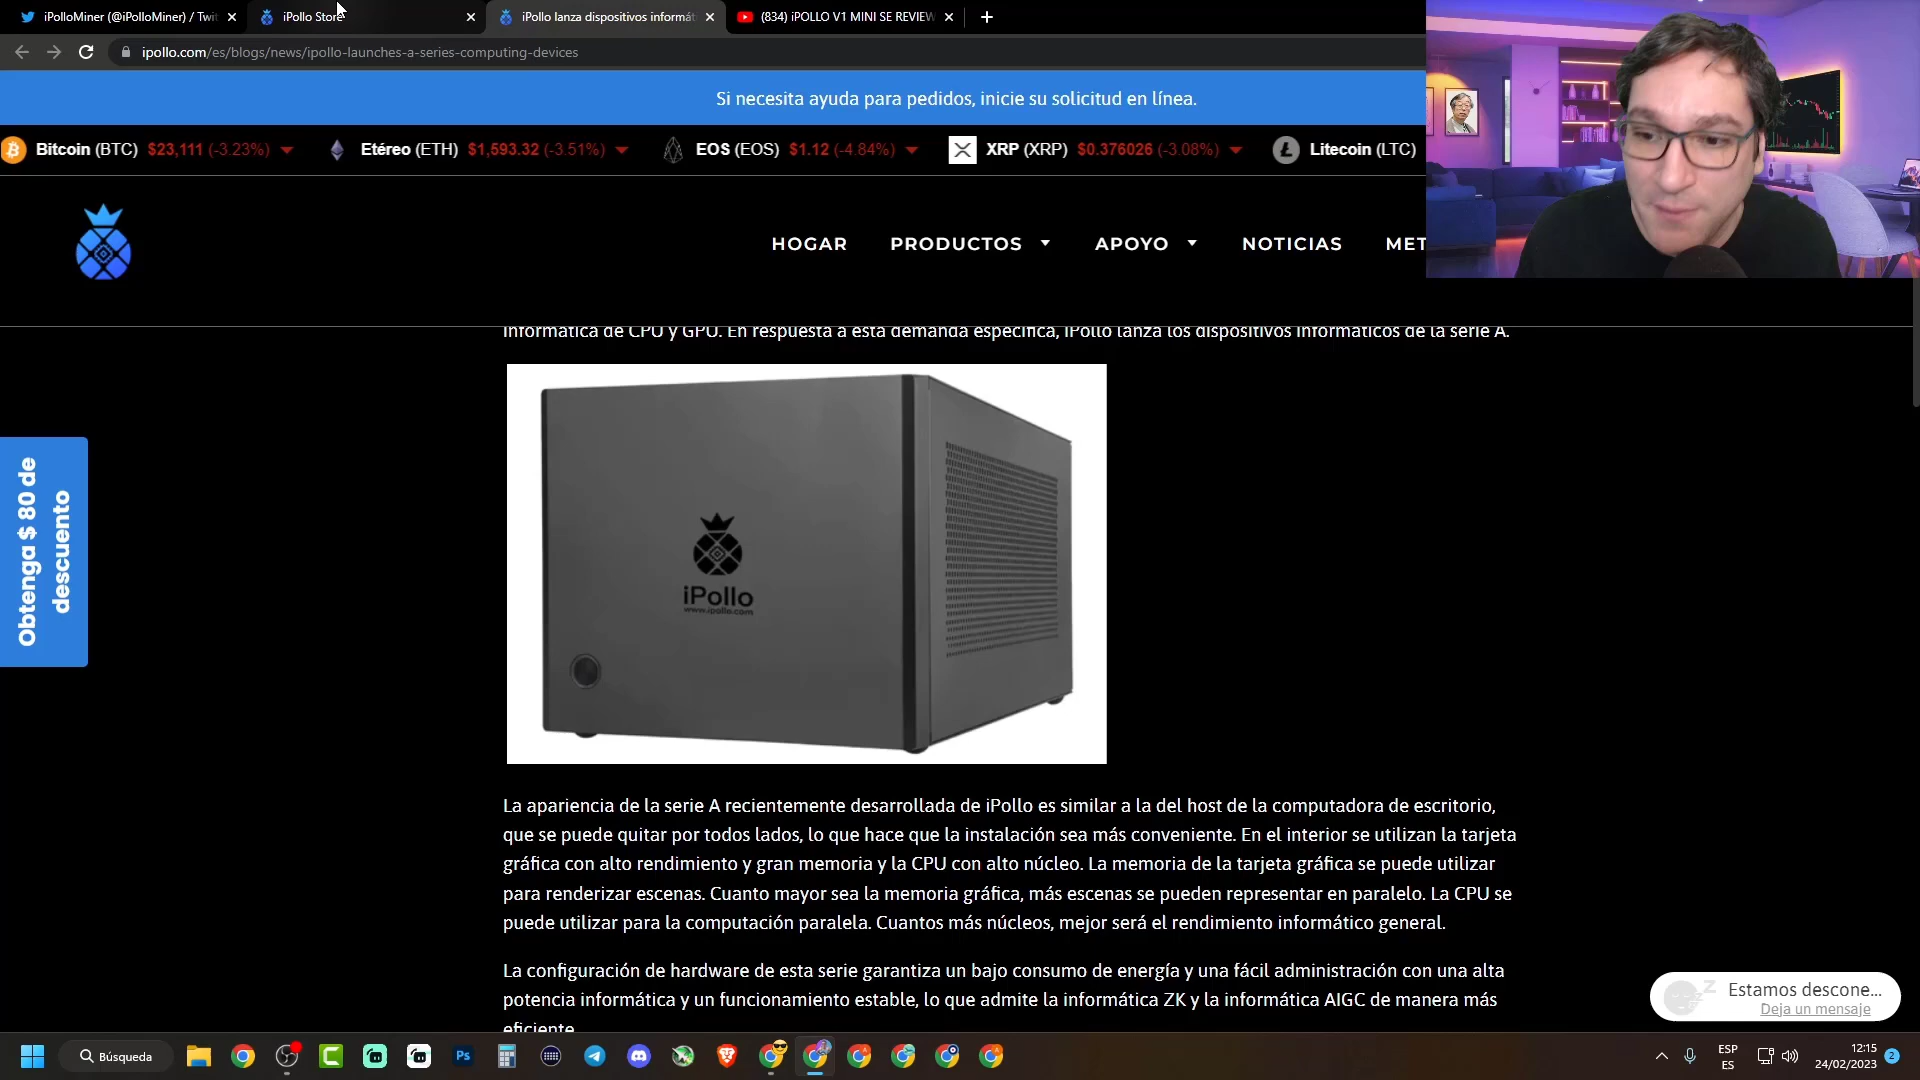 iPolloMiner (@iPolloMiner) / Twi
iPollo Store
iPollo lanza dispositivos informát
(834) iPOLLO V1 MINI SE REVIEW
ipollo.com/es/blogs/news/ipollo-launches-a-series-computing-devices
Si necesita ayuda para pedidos, inicie su solicitud en línea.
Bitcoin (BTC) $23,111 (-3.23%)
Etéreo (ETH) $1,593.32 (-3.51%)
EOS (EOS) $1.12 (-4.84%)
XRP (XRP) $0.376026 (-3.08%)
Litecoin (LTC)
HOGAR PRODUCTOS APOYO NOTICIAS MET
informática de CPU y GPU. En respuesta a esta demanda específica, iPollo lanza los dispositivos informáticos de la serie A.
iPollo
www.ipollo.com
Obtenga $ 80 de
descuento
La apariencia de la serie A recientemente desarrollada de iPollo es similar a la del host de la computadora de escritorio,
que se puede quitar por todos lados, lo que hace que la instalación sea más conveniente. En el interior se utilizan la tarjeta
gráfica con alto rendimiento y gran memoria y la CPU con alto núcleo. La memoria de la tarjeta gráfica se puede utilizar
para renderizar escenas. Cuanto mayor sea la memoria gráfica, más escenas se pueden representar en paralelo. La CPU se
puede utilizar para la computación paralela. Cuantos más núcleos, mejor será el rendimiento informático general.
La configuración de hardware de esta serie garantiza un bajo consumo de energía y una fácil administración con una alta
potencia informática y un funcionamiento estable, lo que admite la informática ZK y la informática AIGC de manera más
eficiente.
Estamos descone...
Deja un mensaje
Búsqueda
Ps
ESP
ES
12:15
24/02/2023
2